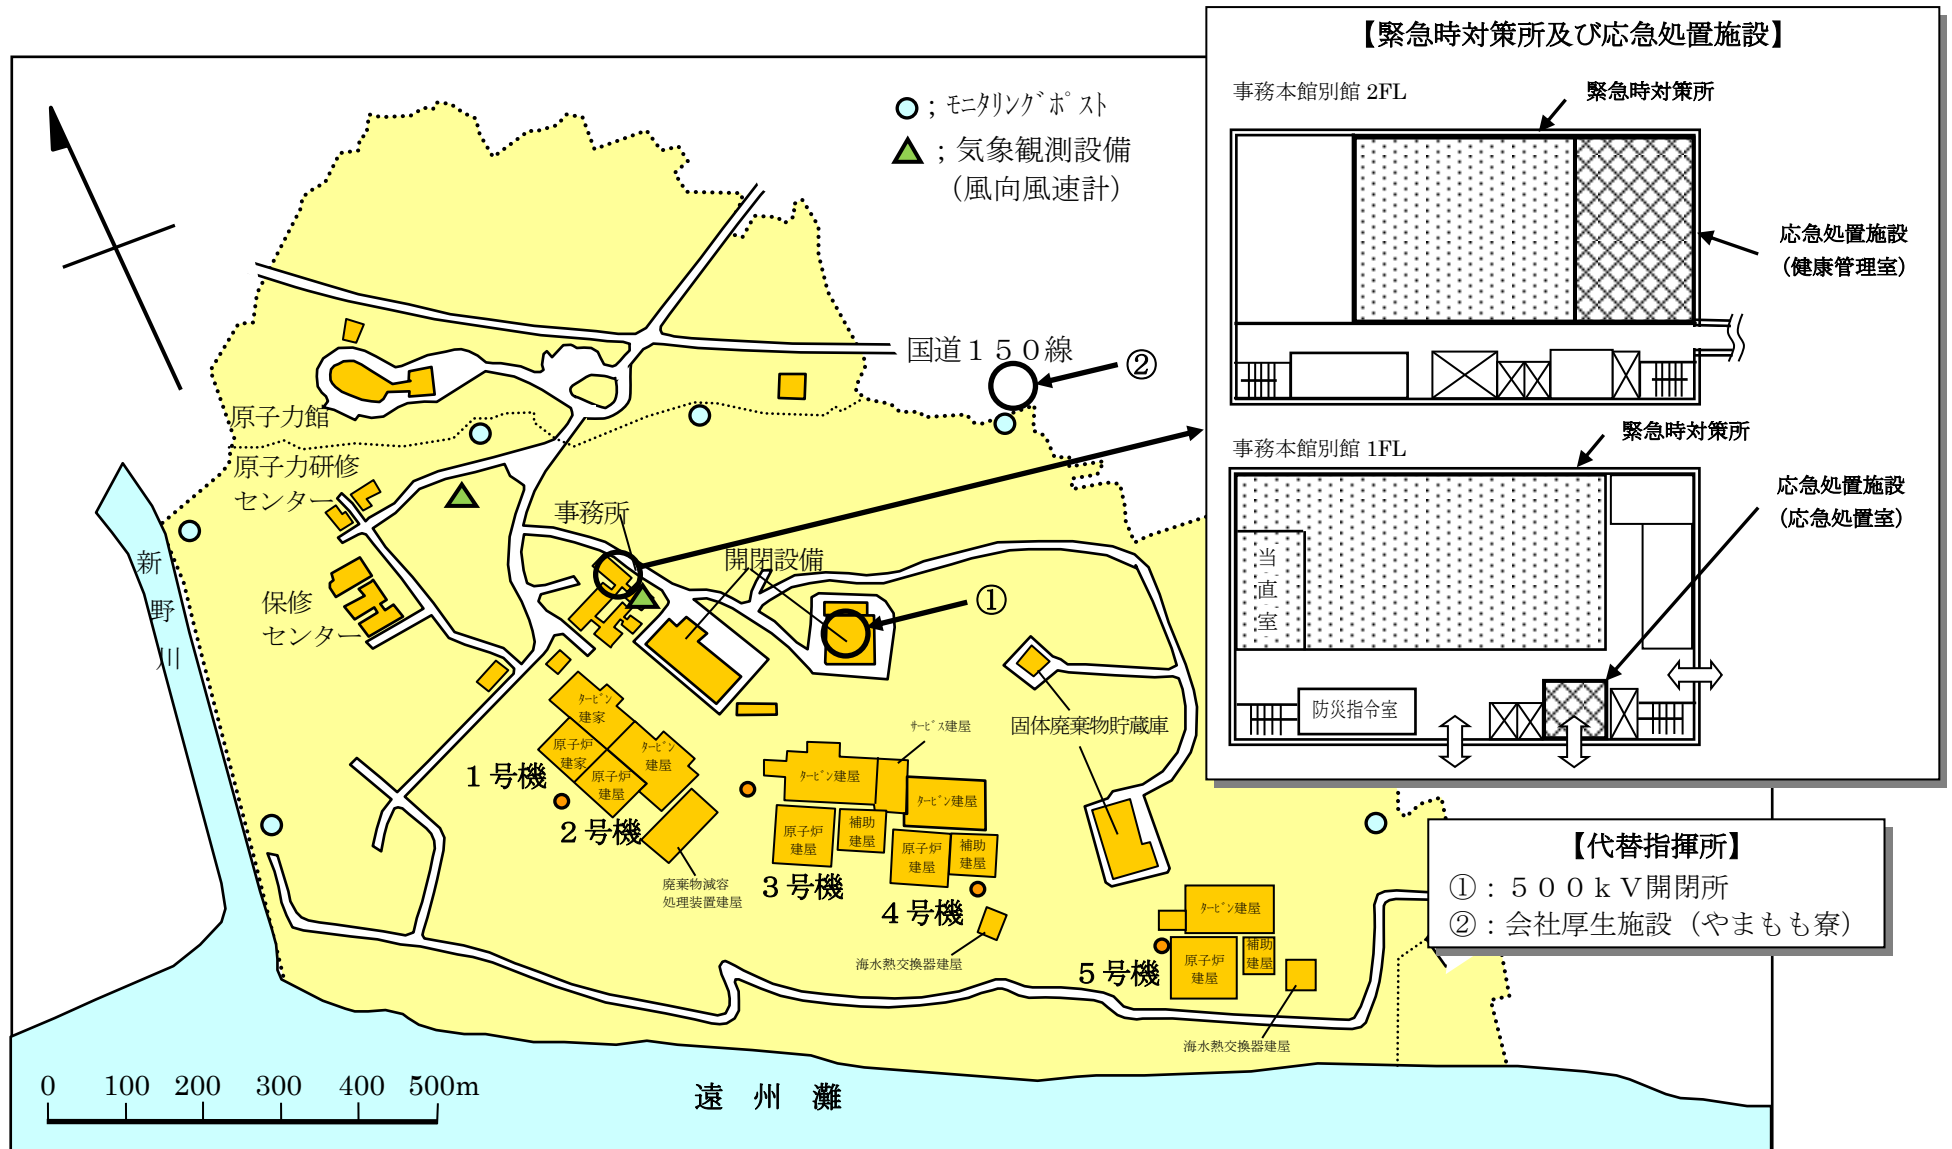 【緊急時対策所及び応急処置施設】
事務本館別館 2FL
緊急時対策所
応急処置施設
（健康管理室）
事務本館別館 1FL
緊急時対策所
応急処置施設
（応急処置室）
当
直
室
防災指令室
；ﾓﾆﾀﾘﾝｸﾞﾎﾟｽﾄ
；気象観測設備
（風向風速計）
国道１５０線
②
原子力館
原子力研修
センター
事務所
開閉設備
①
新
野
川
保修
センター
ﾀｰﾋﾞﾝ
建家
原子炉
建家
ﾀｰﾋﾞﾝ
建屋
原子炉
建屋
１号機
２号機
廃棄物減容
処理装置建屋
ｻｰﾋﾞｽ建屋
固体廃棄物貯蔵庫
ﾀｰﾋﾞﾝ建屋
ﾀｰﾋﾞﾝ建屋
原子炉
建屋
補助
建屋
原子炉
建屋
補助
建屋
３号機
４号機
海水熱交換器建屋
ﾀｰﾋﾞﾝ建屋
原子炉
建屋
補助
建屋
５号機
海水熱交換器建屋
【代替指揮所】
①：５００ｋＶ開閉所
②：会社厚生施設（やまもも寮）
0 100 200 300 400 500m
遠 州 灘